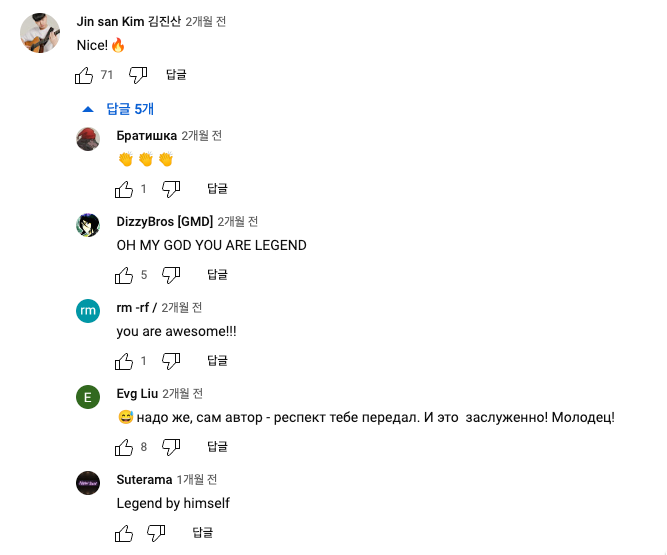 Jin san Kim 김진산 2개월 전
Nice! 🔥
71 답글
답글 5개
Братишка 2개월 전
👏 👏 👏
1 답글
DizzyBros [GMD] 2개월 전
OH MY GOD YOU ARE LEGEND
5 답글
rm
rm -rf / 2개월 전
you are awesome!!!
1 답글
E
Evg Liu 2개월 전
😅 надо же, сам автор - респект тебе передал. И это заслуженно! Молодец!
8 답글
Suterama 1개월 전
Legend by himself
답글